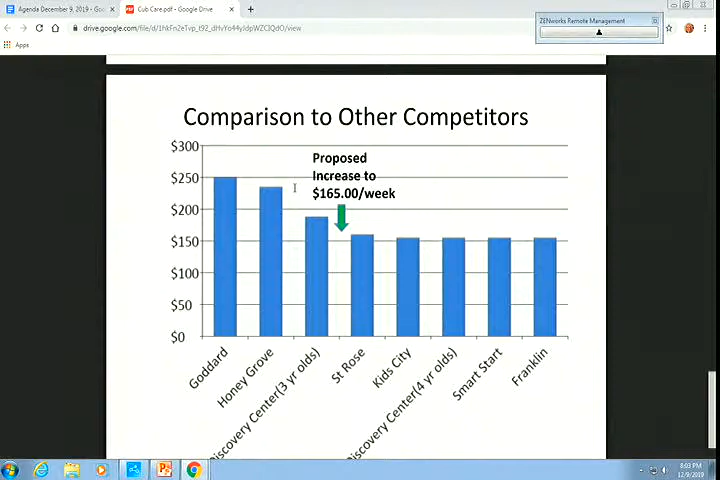 Agenda December 9, 2019 - Goo
Cub Care.pdf - Google Drive
ZENworks Remote Management
drive.google.com/file/d/
Apps
Comparison to Other Competitors
$300
$250
$200
$150
$100
$50
$0
Proposed
Increase to
$165.00/week
Goddard
Honey Grove
Discovery Center(3 yr olds)
St Rose
Kids City
Discovery Center(4 yr olds)
Smart Start
Franklin
8:03 PM
12/9/2019